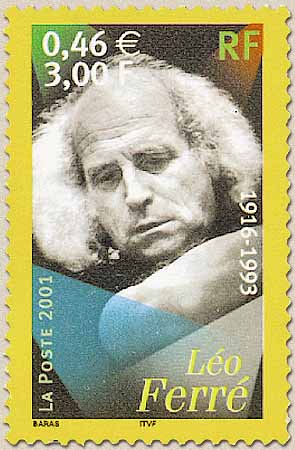 0,46 €
3,00 F
RF
1916-1993
LA POSTE 2001
Léo
Ferré
BARAS
ITVF